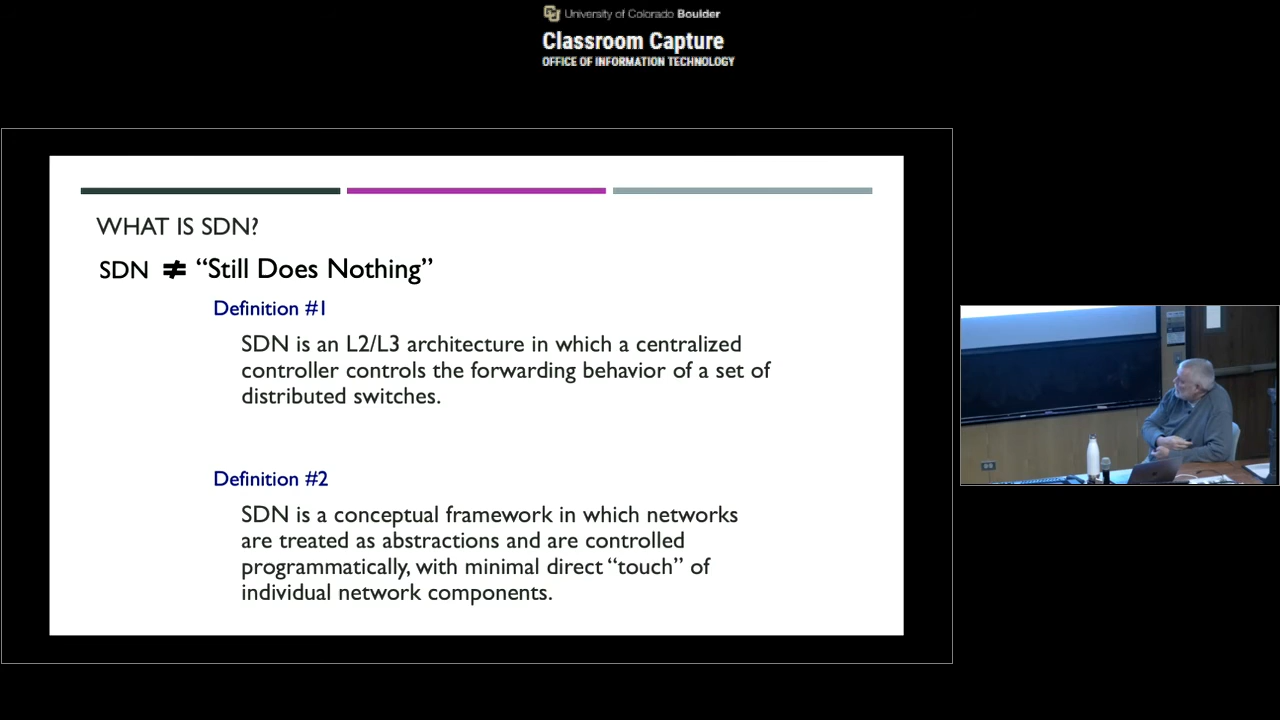 University of Colorado Boulder
Classroom Capture
OFFICE OF INFORMATION TECHNOLOGY
WHAT IS SDN?
SDN ≠ “Still Does Nothing”
Definition #1
SDN is an L2/L3 architecture in which a centralized
controller controls the forwarding behavior of a set of
distributed switches.
Definition #2
SDN is a conceptual framework in which networks
are treated as abstractions and are controlled
programmatically, with minimal direct “touch” of
individual network components.